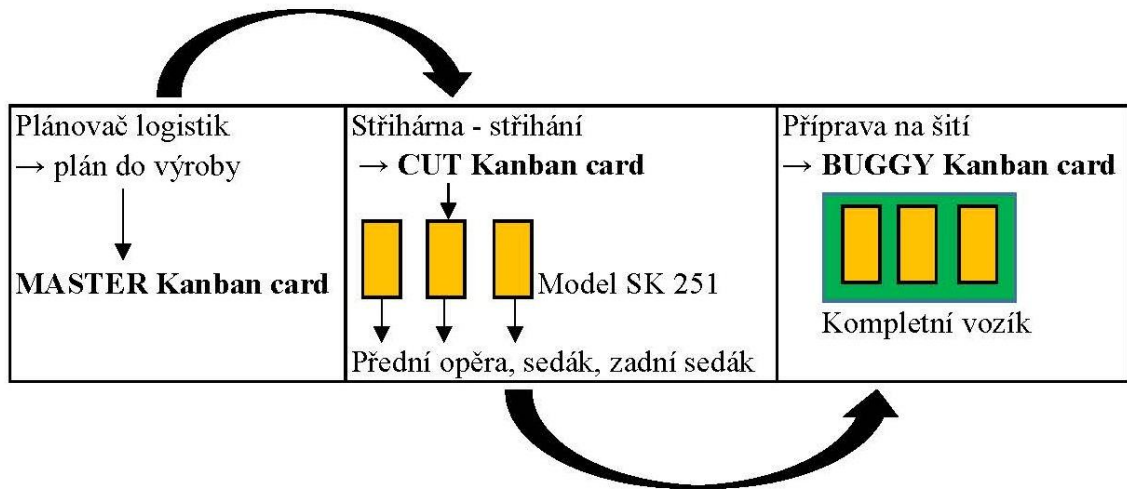 Plánovač logistik
→ plán do výroby
MASTER Kanban card
Střihárna - střihání
→ CUT Kanban card
Model SK 251
Přední opěra, sedák, zadní sedák
Příprava na šití
→ BUGGY Kanban card
Kompletní vozík